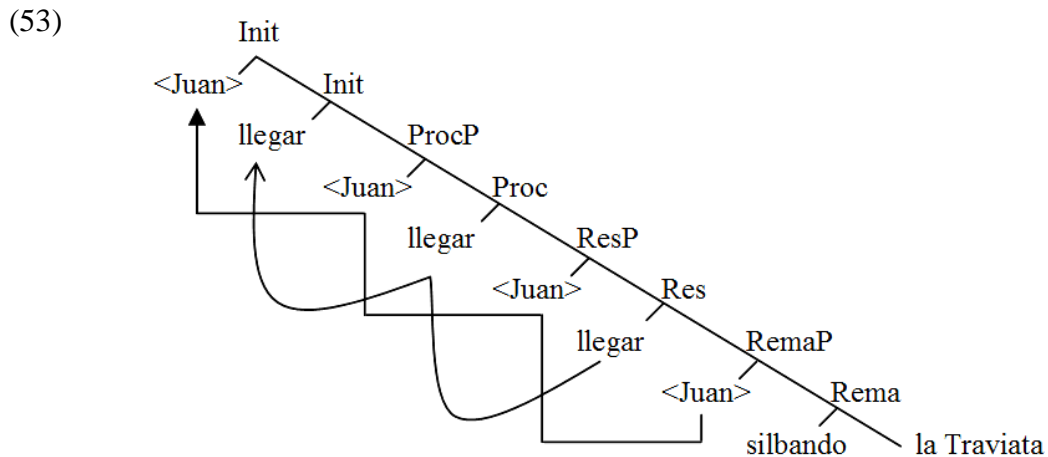 (53)
Init
<Juan> Init
llegar ProcP
<Juan> Proc
llegar ResP
<Juan> Res
llegar RemaP
<Juan> Rema
silbando la Traviata